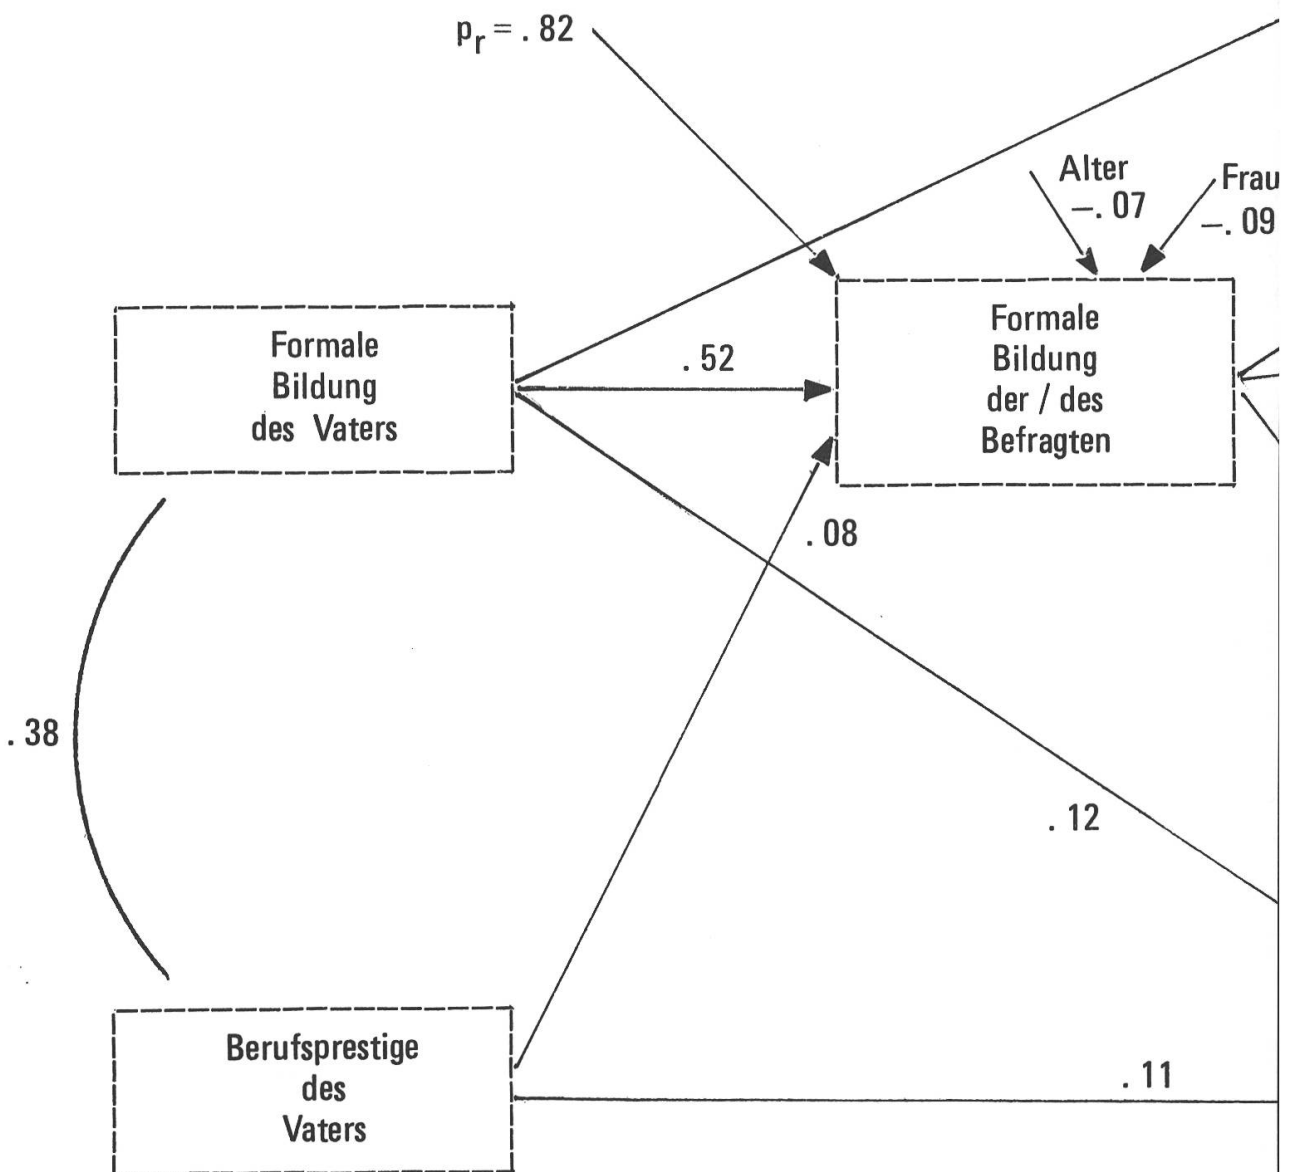 pr = . 82
Alter
–. 07
Frau
–. 09
Formale
Bildung
des Vaters
. 52
Formale
Bildung
der / des
Befragten
. 08
. 38
. 12
Berufsprestige
des
Vaters
. 11